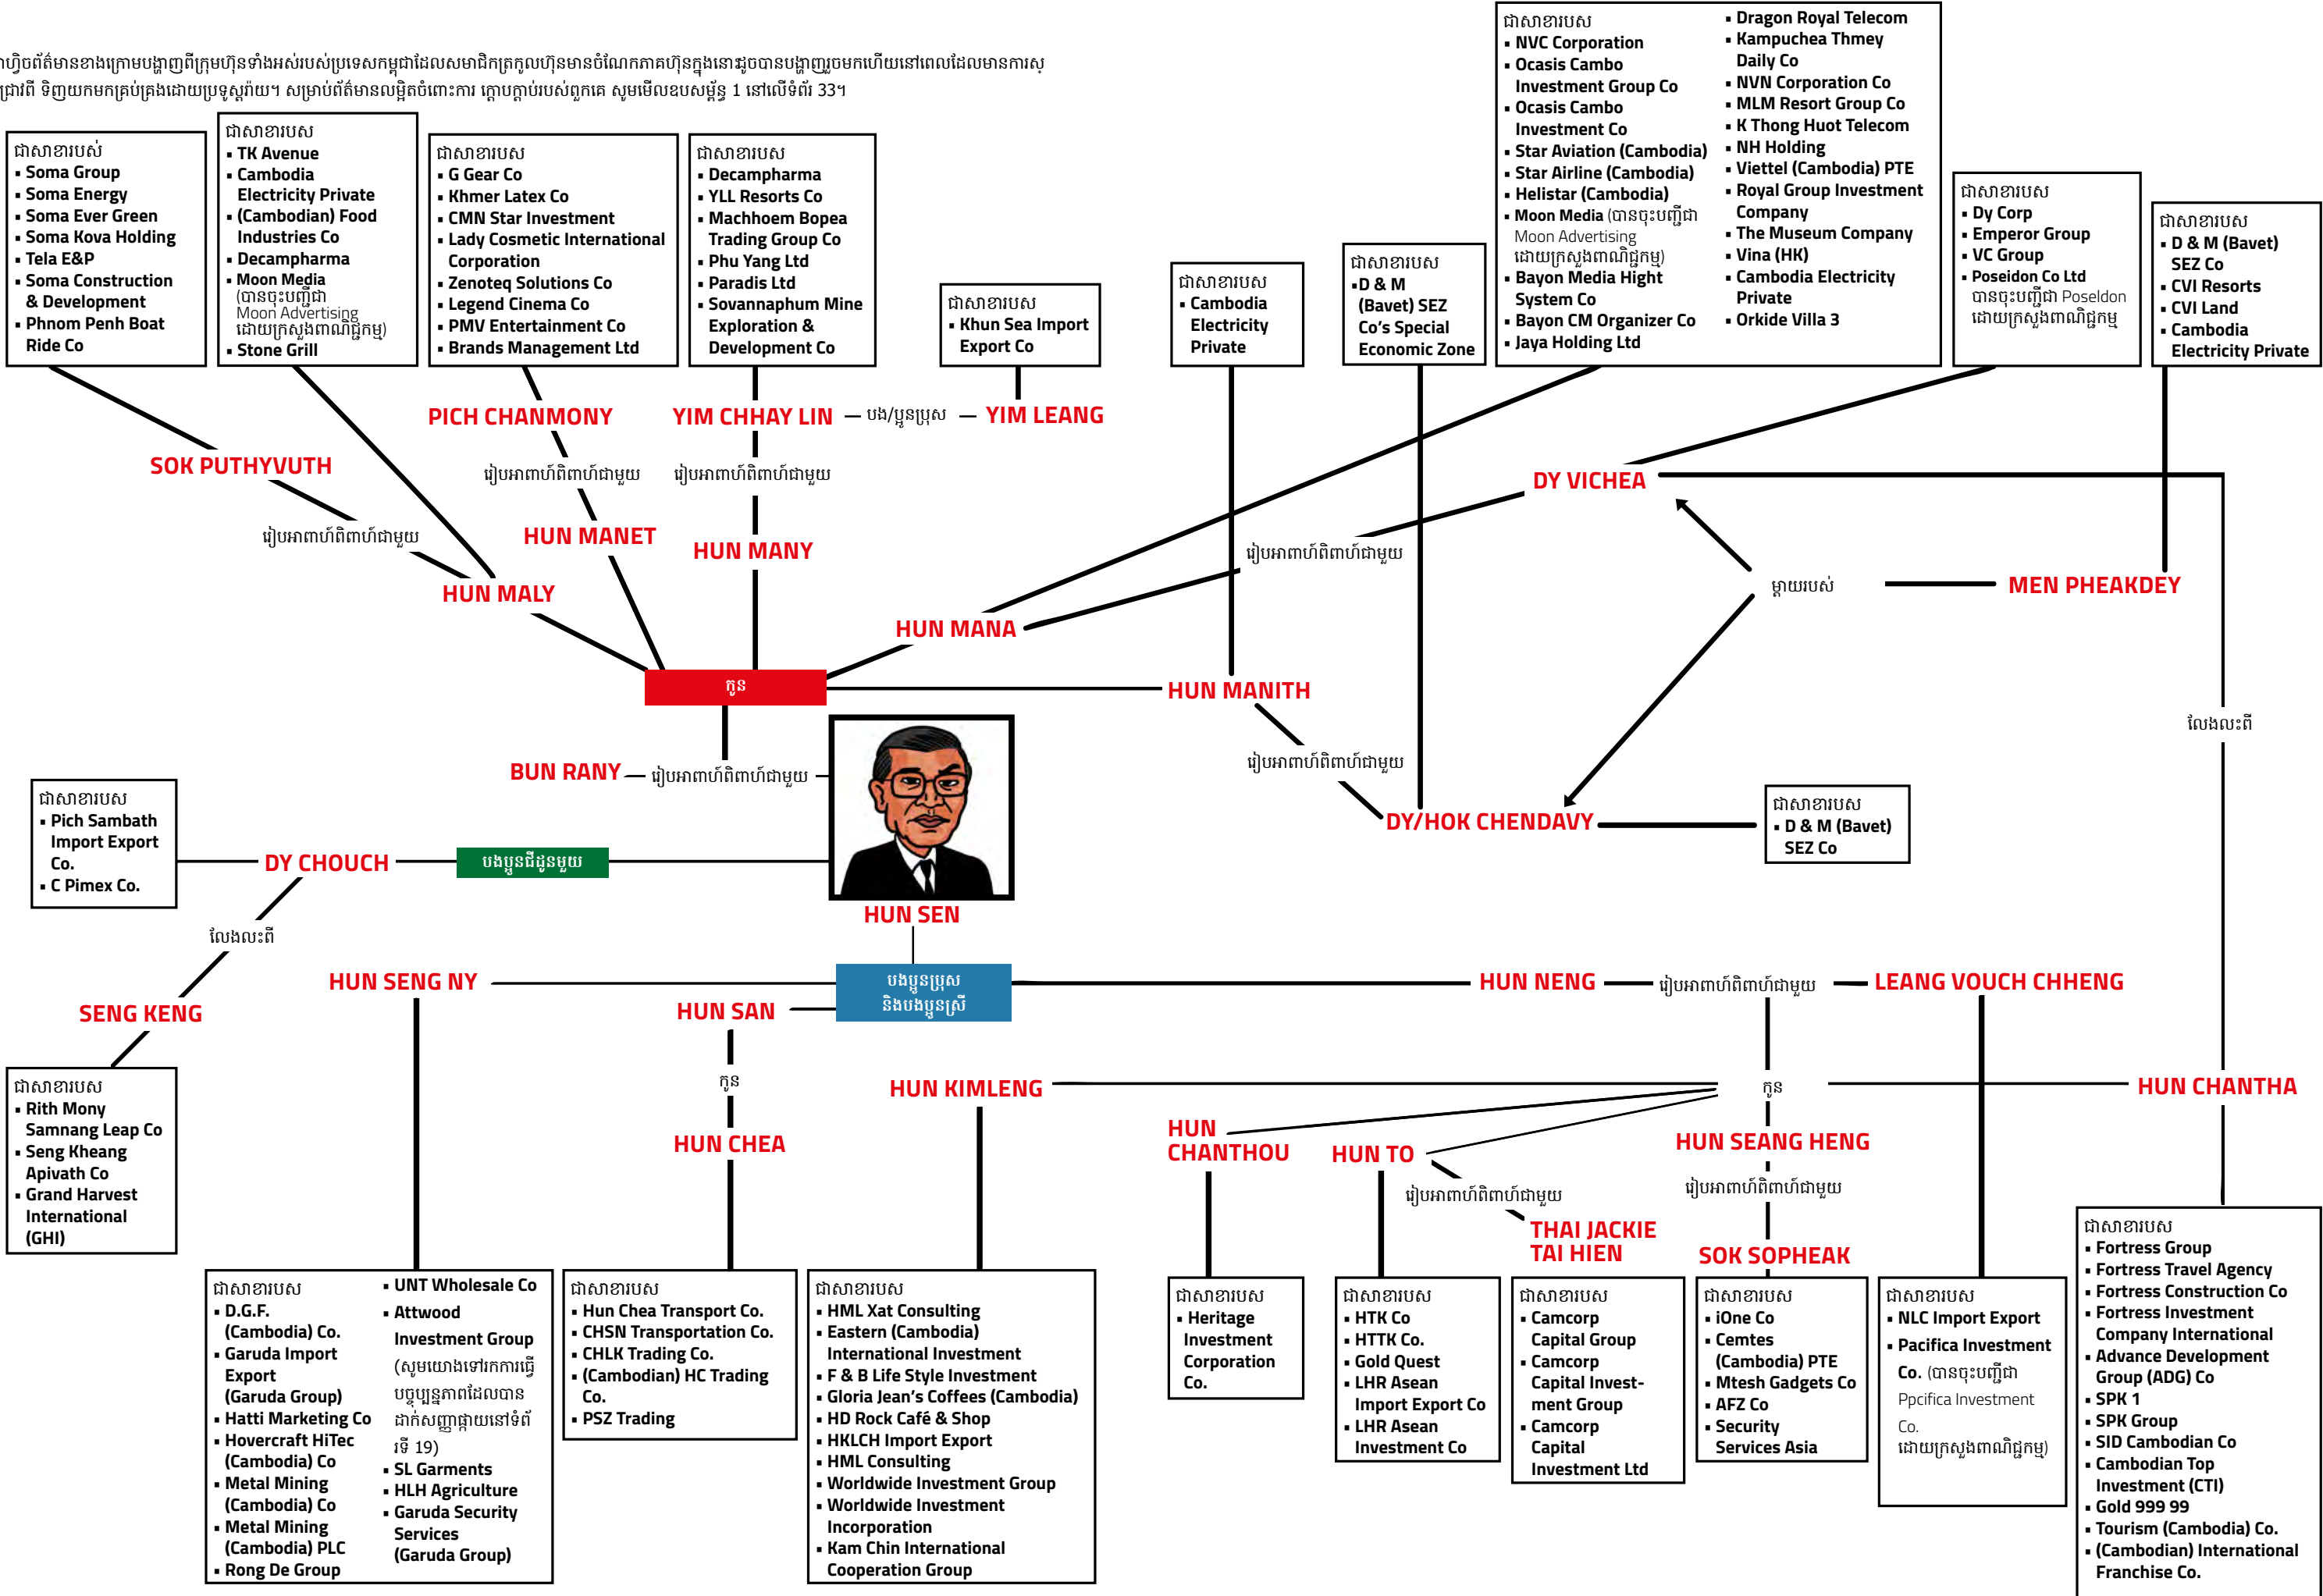 ហ្វិចព័ត៌មានខាងក្រោមបង្ហាញពីក្រុមហ៊ុនទាំងអស់របស់ប្រទេសកម្ពុជាដែលសមាជិកត្រកូលហ៊ុនមានចំណែកភាគហ៊ុនក្នុងនោះដូចបានបង្ហាញរួចមកហើយនៅពេលដែលមានការស្
ជ្រាវពី ទិញយកមកគ្រប់គ្រងដោយប្រទូស្តរ៉ាយ។ សម្រាប់ព័ត៌មានលម្អិតចំពោះការ ក្តោបក្តាប់របស់ពួកគេ សូមមើលឧបសម្ព័ន្ធ 1 នៅលើទំព័រ 33។
ជាសាខារបស់
▪ Soma Group
▪ Soma Energy
▪ Soma Ever Green
▪ Soma Kova Holding
▪ Tela E&P
▪ Soma Construction
& Development
▪ Phnom Penh Boat
Ride Co
ជាសាខារបស
▪ TK Avenue
▪ Cambodia
Electricity Private
▪ (Cambodian) Food
Industries Co
▪ Decampharma
▪ Moon Media
(បានចុះបញ្ជីជា
Moon Advertising
ដោយក្រសួងពាណិជ្ជកម្ម)
▪ Stone Grill
ជាសាខារបស
▪ G Gear Co
▪ Khmer Latex Co
▪ CMN Star Investment
▪ Lady Cosmetic International
Corporation
▪ Zenoteq Solutions Co
▪ Legend Cinema Co
▪ PMV Entertainment Co
▪ Brands Management Ltd
ជាសាខារបស
▪ Decampharma
▪ YLL Resorts Co
▪ Machhoem Bopea
Trading Group Co
▪ Phu Yang Ltd
▪ Paradis Ltd
▪ Sovannaphum Mine
Exploration &
Development Co
ជាសាខារបស
▪ Khun Sea Import
Export Co
ជាសាខារបស
▪ Cambodia
Electricity
Private
ជាសាខារបស
▪D & M
(Bavet) SEZ
Co's Special
Economic Zone
ជាសាខារបស
▪ NVC Corporation
▪ Ocasis Cambo
Investment Group Co
▪ Ocasis Cambo
Investment Co
▪ Star Aviation (Cambodia)
▪ Star Airline (Cambodia)
▪ Helistar (Cambodia)
▪ Moon Media (បានចុះបញ្ជីជា
Moon Advertising
ដោយក្រសួងពាណិជ្ជកម្ម)
▪ Bayon Media Hight
System Co
▪ Bayon CM Organizer Co
▪ Jaya Holding Ltd
▪ Dragon Royal Telecom
▪ Kampuchea Thmey
Daily Co
▪ NVN Corporation Co
▪ MLM Resort Group Co
▪ K Thong Huot Telecom
▪ NH Holding
▪ Viettel (Cambodia) PTE
▪ Royal Group Investment
Company
▪ The Museum Company
▪ Vina (HK)
▪ Cambodia Electricity
Private
▪ Orkide Villa 3
ជាសាខារបស
▪ Dy Corp
▪ Emperor Group
▪ VC Group
▪ Poseidon Co Ltd
បានចុះបញ្ជីជា Poseldon
ដោយក្រសួងពាណិជ្ជកម្ម
ជាសាខារបស
▪ D & M (Bavet)
SEZ Co
▪ CVI Resorts
▪ CVI Land
▪ Cambodia
Electricity Private
PICH CHANMONY
YIM CHHAY LIN
បង/ប្អូនប្រុស
YIM LEANG
SOK PUTHYVUTH
រៀបអាពាហ៍ពិពាហ៍ជាមួយ
រៀបអាពាហ៍ពិពាហ៍ជាមួយ
DY VICHEA
រៀបអាពាហ៍ពិពាហ៍ជាមួយ
HUN MANET
HUN MANY
រៀបអាពាហ៍ពិពាហ៍ជាមួយ
HUN MALY
ម្តាយរបស់
MEN PHEAKDEY
HUN MANA
កូន
HUN MANITH
លែងលះពី
BUN RANY
រៀបអាពាហ៍ពិពាហ៍ជាមួយ
រៀបអាពាហ៍ពិពាហ៍ជាមួយ
ជាសាខារបស
▪ Pich Sambath
Import Export
Co.
▪ C Pimex Co.
DY/HOK CHENDAVY
ជាសាខារបស
▪ D & M (Bavet)
SEZ Co
DY CHOUCH
បងប្អូនជីដូនមួយ
HUN SEN
លែងលះពី
HUN SENG NY
បងប្អូនប្រុស
និងបងប្អូនស្រី
HUN NENG
រៀបអាពាហ៍ពិពាហ៍ជាមួយ
LEANG VOUCH CHHENG
SENG KENG
HUN SAN
កូន
HUN KIMLENG
កូន
HUN CHANTHA
ជាសាខារបស
▪ Rith Mony
Samnang Leap Co
▪ Seng Kheang
Apivath Co
▪ Grand Harvest
International
(GHI)
HUN CHEA
HUN
CHANTHOU
HUN TO
HUN SEANG HENG
រៀបអាពាហ៍ពិពាហ៍ជាមួយ
រៀបអាពាហ៍ពិពាហ៍ជាមួយ
THAI JACKIE
TAI HIEN
SOK SOPHEAK
ជាសាខារបស
▪ D.G.F.
(Cambodia) Co.
▪ Garuda Import
Export
(Garuda Group)
▪ Hatti Marketing Co
▪ Hovercraft HiTec
(Cambodia) Co
▪ Metal Mining
(Cambodia) Co
▪ Metal Mining
(Cambodia) PLC
▪ Rong De Group
▪ UNT Wholesale Co
▪ Attwood
Investment Group
(សូមយោងទៅរកការធ្វើ
បច្ចុប្បន្នភាពដែលបាន
ដាក់សញ្ញាផ្កាយនៅទំព័
រទី 19)
▪ SL Garments
▪ HLH Agriculture
▪ Garuda Security
Services
(Garuda Group)
ជាសាខារបស
▪ Hun Chea Transport Co.
▪ CHSN Transportation Co.
▪ CHLK Trading Co.
▪ (Cambodian) HC Trading
Co.
▪ PSZ Trading
ជាសាខារបស
▪ HML Xat Consulting
▪ Eastern (Cambodia)
International Investment
▪ F & B Life Style Investment
▪ Gloria Jean's Coffees (Cambodia)
▪ HD Rock Café & Shop
▪ HKLCH Import Export
▪ HML Consulting
▪ Worldwide Investment Group
▪ Worldwide Investment
Incorporation
▪ Kam Chin International
Cooperation Group
ជាសាខារបស
▪ Heritage
Investment
Corporation
Co.
ជាសាខារបស
▪ HTK Co
▪ HTTK Co.
▪ Gold Quest
▪ LHR Asean
Import Export Co
▪ LHR Asean
Investment Co
ជាសាខារបស
▪ Camcorp
Capital Group
▪ Camcorp
Capital Invest-
ment Group
▪ Camcorp
Capital
Investment Ltd
ជាសាខារបស
▪ iOne Co
▪ Cemtes
(Cambodia) PTE
▪ Mtesh Gadgets Co
▪ AFZ Co
▪ Security
Services Asia
ជាសាខារបស
▪ NLC Import Export
▪ Pacifica Investment
Co. (បានចុះបញ្ជីជា
Ppcifica Investment
Co.
ដោយក្រសួងពាណិជ្ជកម្ម)
ជាសាខារបស
▪ Fortress Group
▪ Fortress Travel Agency
▪ Fortress Construction Co
▪ Fortress Investment
Company International
▪ Advance Development
Group (ADG) Co
▪ SPK 1
▪ SPK Group
▪ SID Cambodian Co
▪ Cambodian Top
Investment (CTI)
▪ Gold 999 99
▪ Tourism (Cambodia) Co.
▪ (Cambodian) International
Franchise Co.